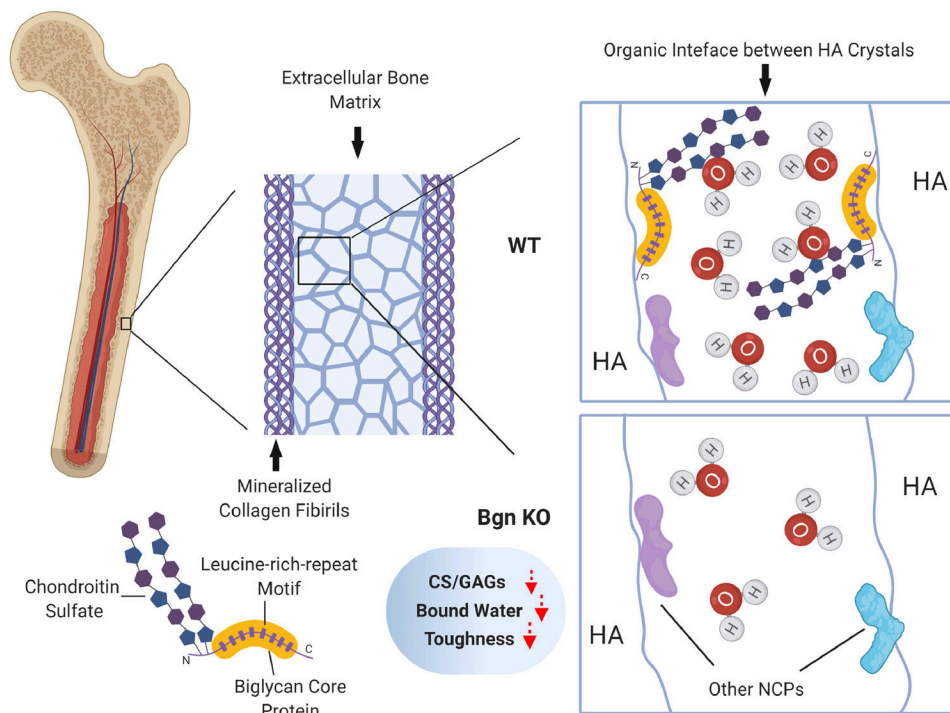 Organic Inteface between HA Crystals
Extracellular Bone
Matrix
WT
N
C
C
N
HA
HA
H
H
O
H
H
O
H
H
O
H
H
O
H
H
O
H
H
O
Mineralized
Collagen Fibirils
Bgn KO
CS/GAGs
Bound Water
Toughness
Chondroitin
Sulfate
Leucine-rich-repeat
Motif
N
C
Biglycan Core
Protein
HA
HA
H
H
O
H
H
O
H
H
O
Other NCPs